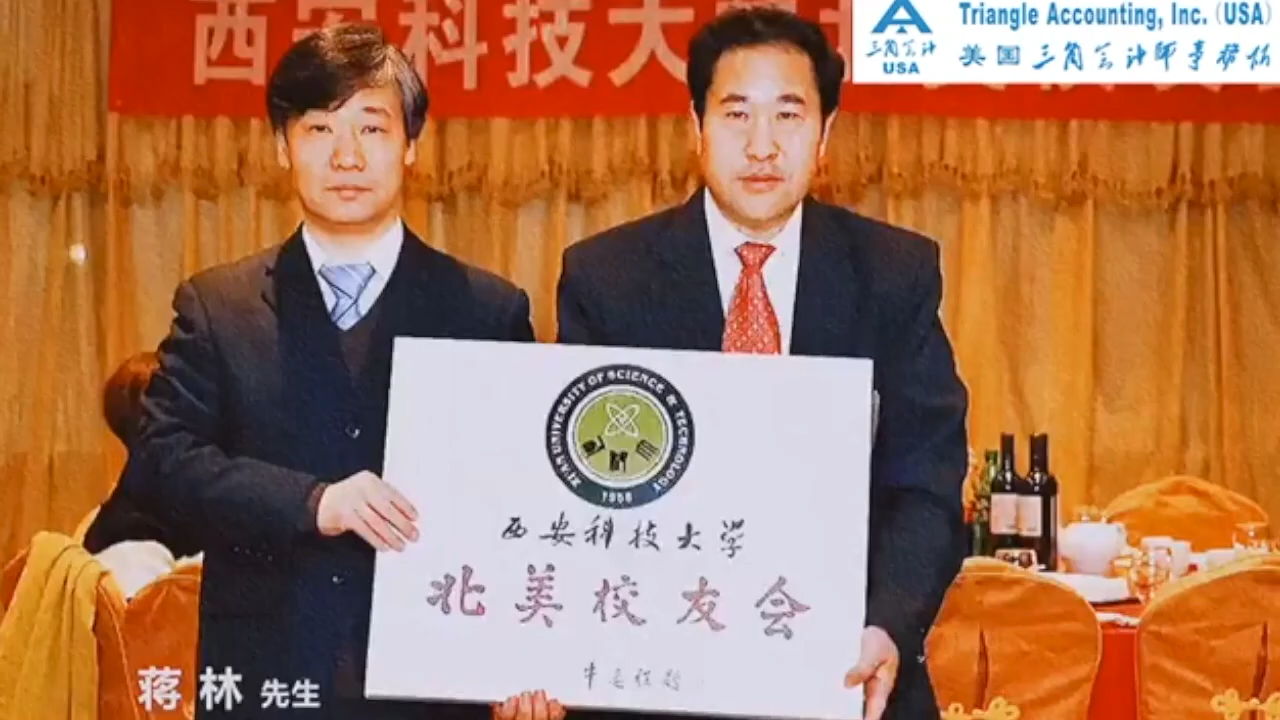 西安科技大
Triangle Accounting, Inc. (USA)
三角会计
USA
美国三角会计师事務所
XI'AN UNIVERSITY OF SCIENCE & TECHNOLOGY
1958
西安科技大学
北美校友会
蒋林 先生